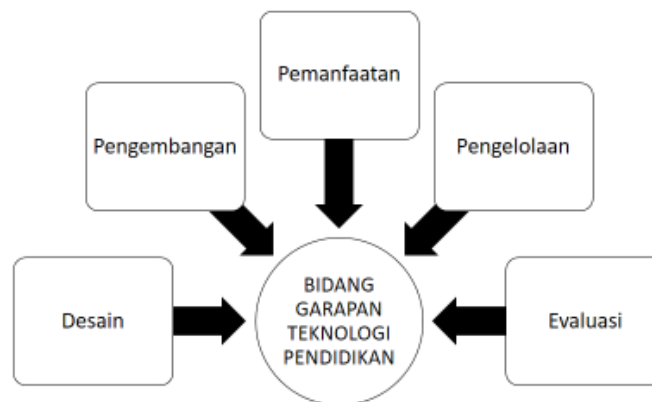 Pemanfaatan
Pengembangan
Pengelolaan
Desain
BIDANG
GARAPAN
TEKNOLOGI
PENDIDIKAN
Evaluasi